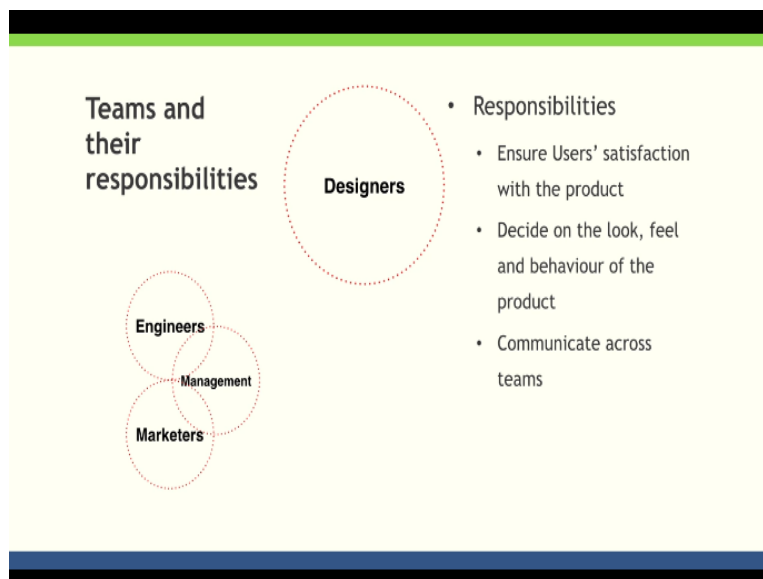 Teams and
their
responsibilities
Designers
Engineers
Management
Marketers
• Responsibilities
• Ensure Users’ satisfaction
with the product
• Decide on the look, feel
and behaviour of the
product
• Communicate across
teams